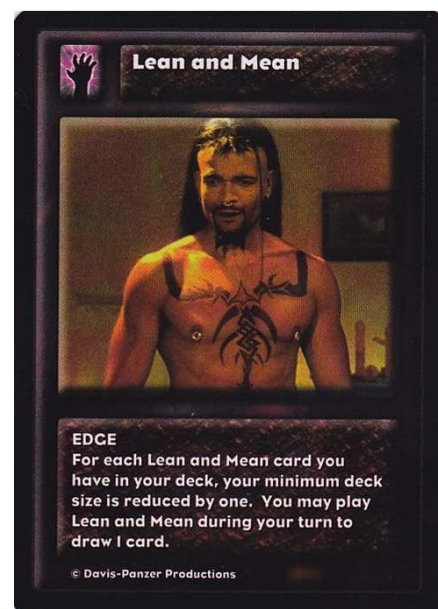 Lean and Mean
EDGE
For each Lean and Mean card you
have in your deck, your minimum deck
size is reduced by one. You may play
Lean and Mean during your turn to
draw 1 card.
© Davis-Panzer Productions